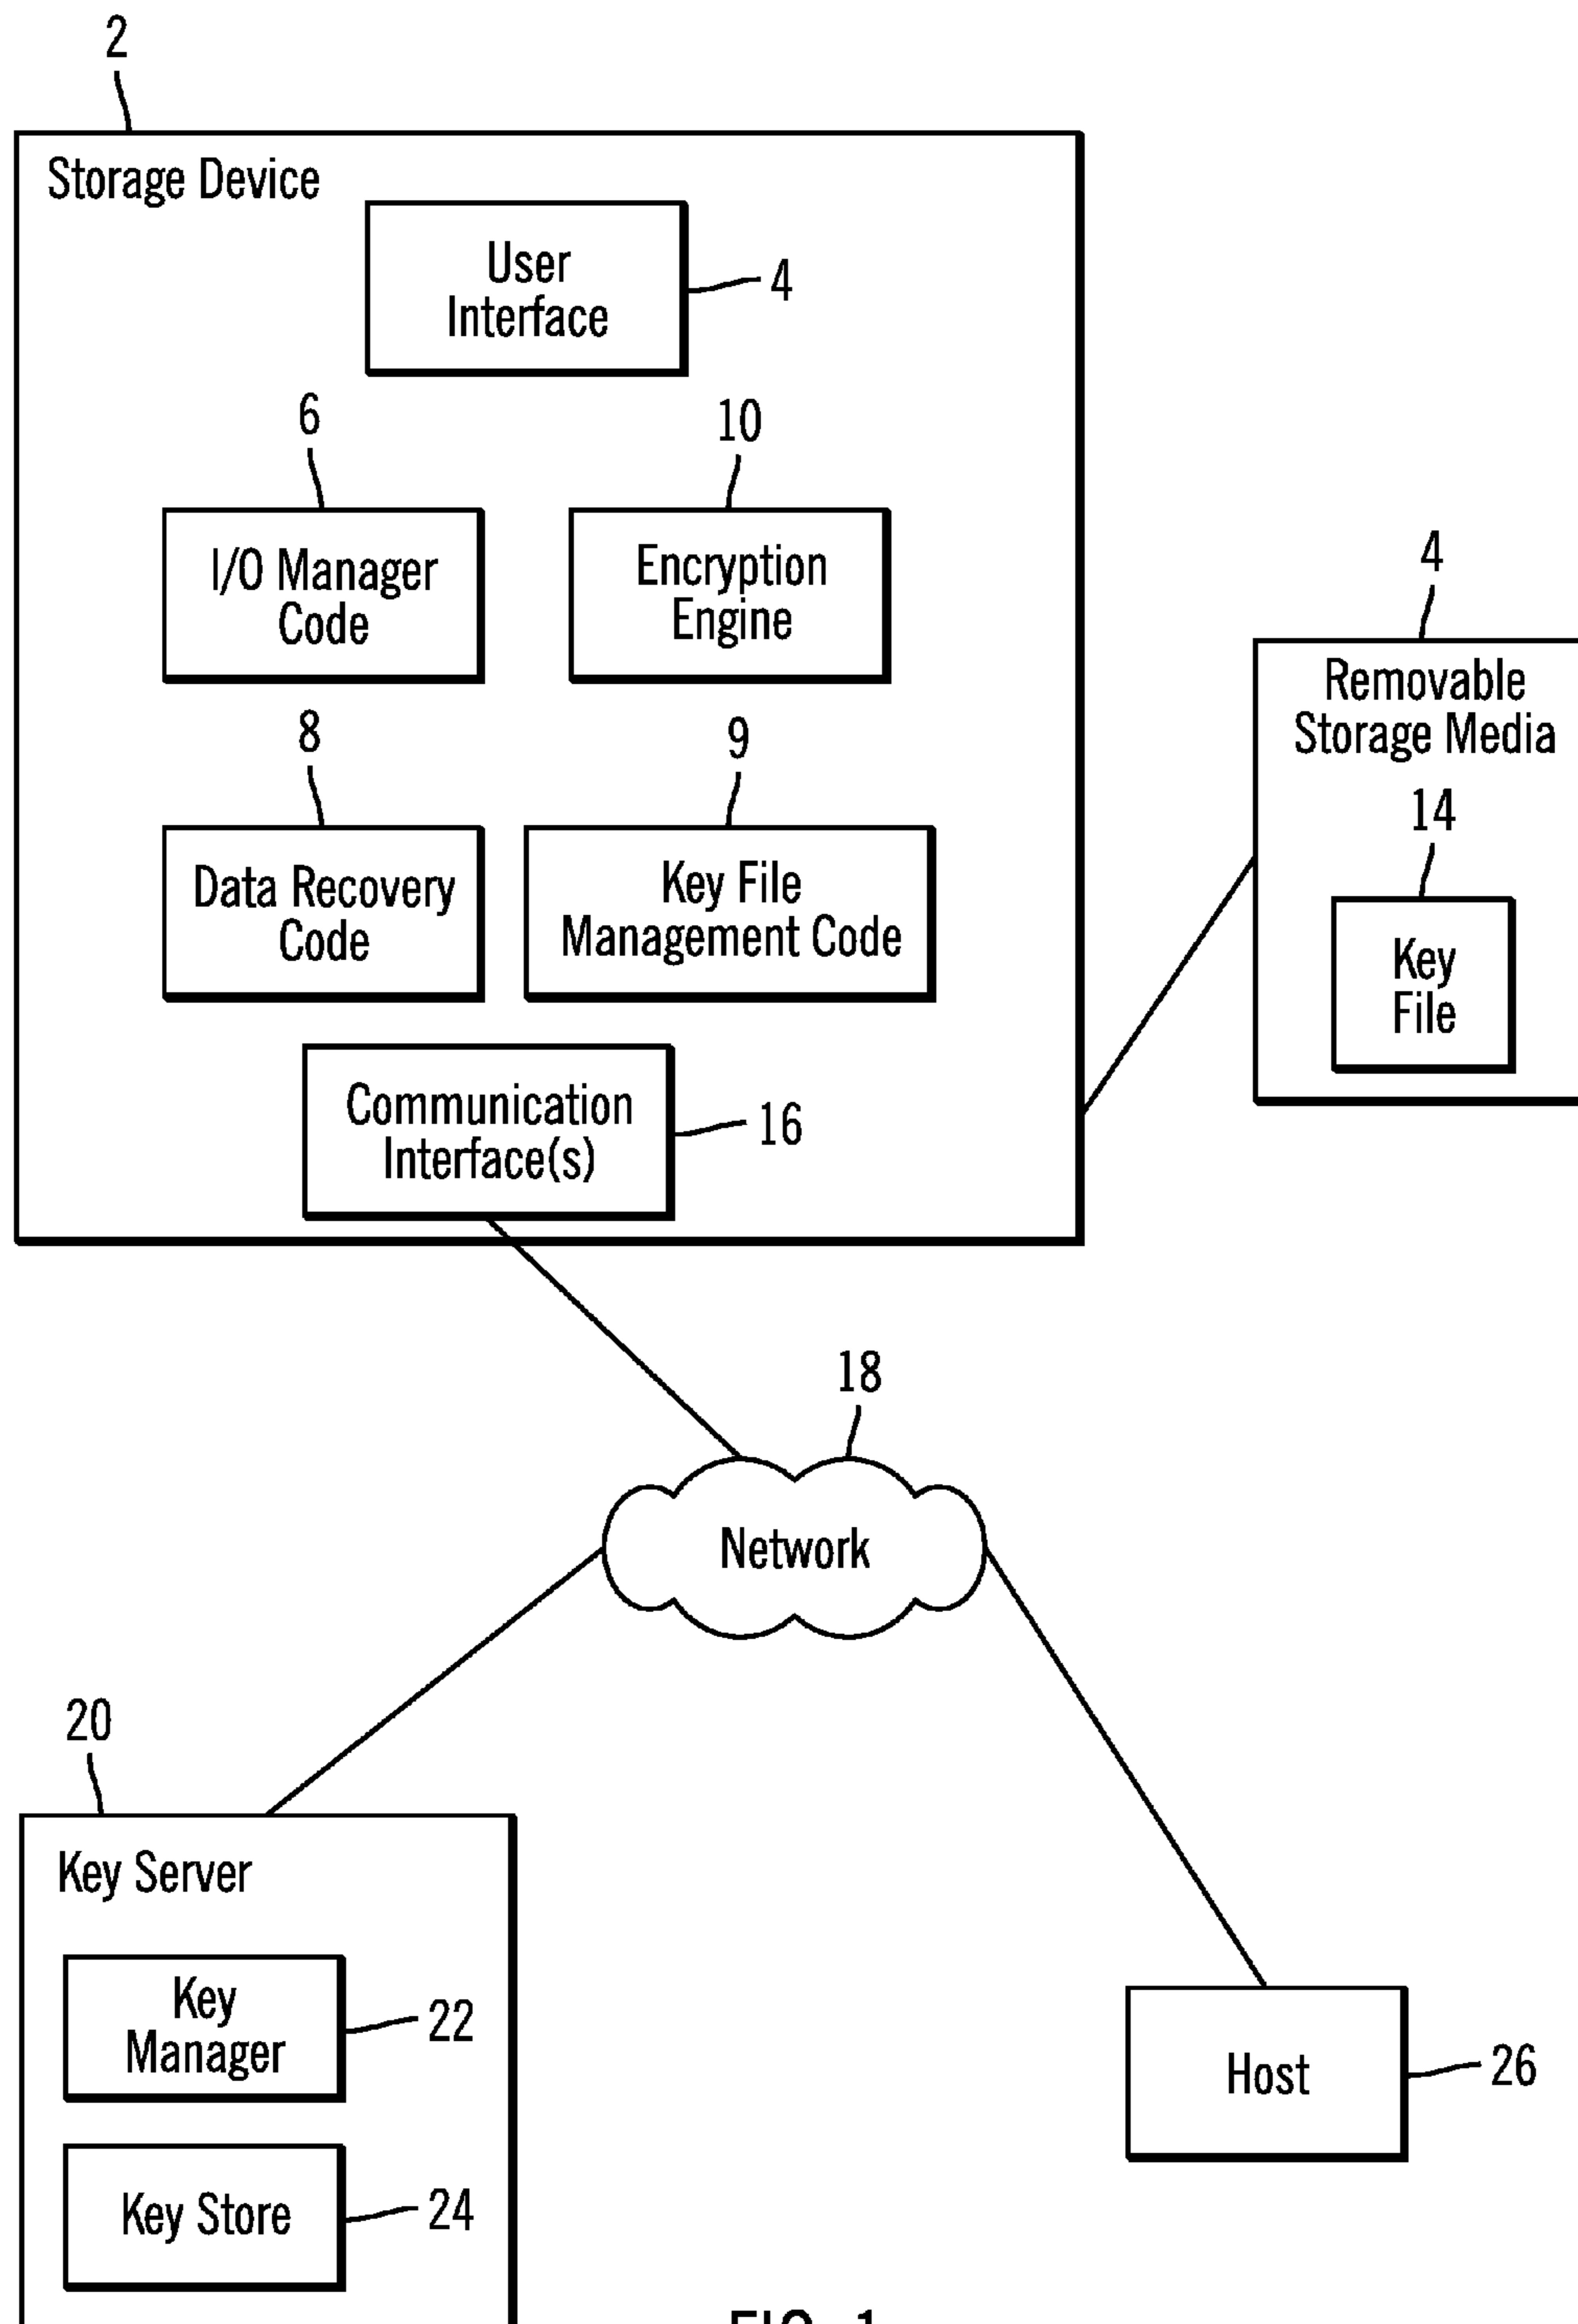 2
Storage Device
User
Interface
4
6
10
I/O Manager
Code
Encryption
Engine
4
Removable
Storage Media
8
9
14
Data Recovery
Code
Key File
Management Code
Key
File
Communication
Interface(s)
16
18
Network
20
Key Server
Key
Manager
22
Host
26
Key Store
24
FIG. 1